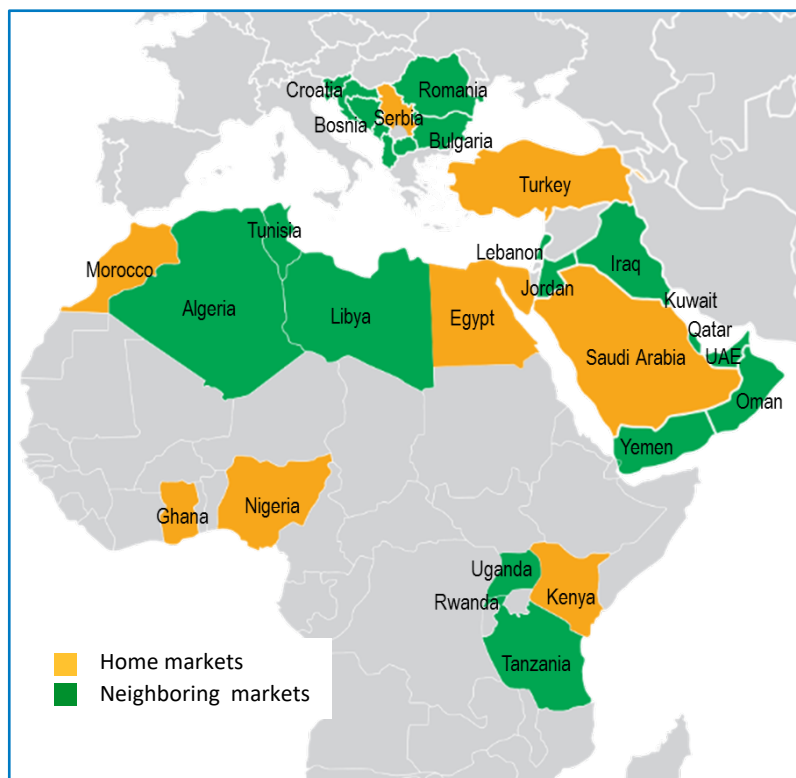 Croatia
Romania
Bosnia
Serbia
Bulgaria
Turkey
Tunisia
Morocco
Lebanon
Iraq
Algeria
Libya
Egypt
Jordan
Kuwait
Qatar
Saudi Arabia
UAE
Oman
Yemen
Ghana
Nigeria
Uganda
Rwanda
Kenya
Tanzania
Home markets
Neighboring markets